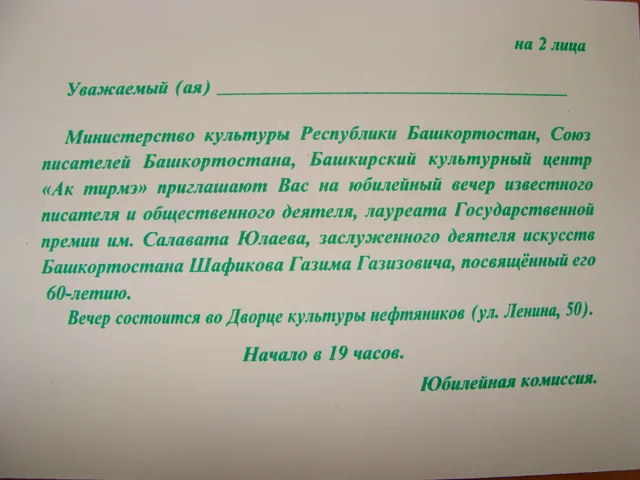 на 2 лица
Уважаемый (ая) ___________________________________
Министерство культуры Республики Башкортостан, Союз
писателей Башкортостана, Башкирский культурный центр
«Ак тирмэ» приглашают Вас на юбилейный вечер известного
писателя и общественного деятеля, лауреата Государственной
премии им. Салавата Юлаева, заслуженного деятеля искусств
Башкортостана Шафикова Газима Газизовича, посвящённый его
60-летию.
Вечер состоится во Дворце культуры нефтяников (ул. Ленина, 50).
Начало в 19 часов.
Юбилейная комиссия.